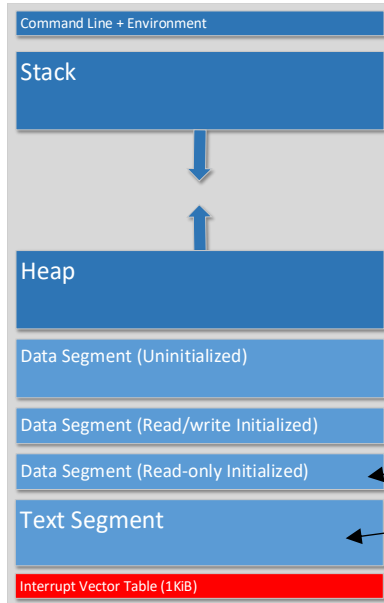 Command Line + Environment
Stack
Heap
Data Segment (Uninitialized)
Data Segment (Read/write Initialized)
Data Segment (Read-only Initialized)
Text Segment
Interrupt Vector Table (1KiB)